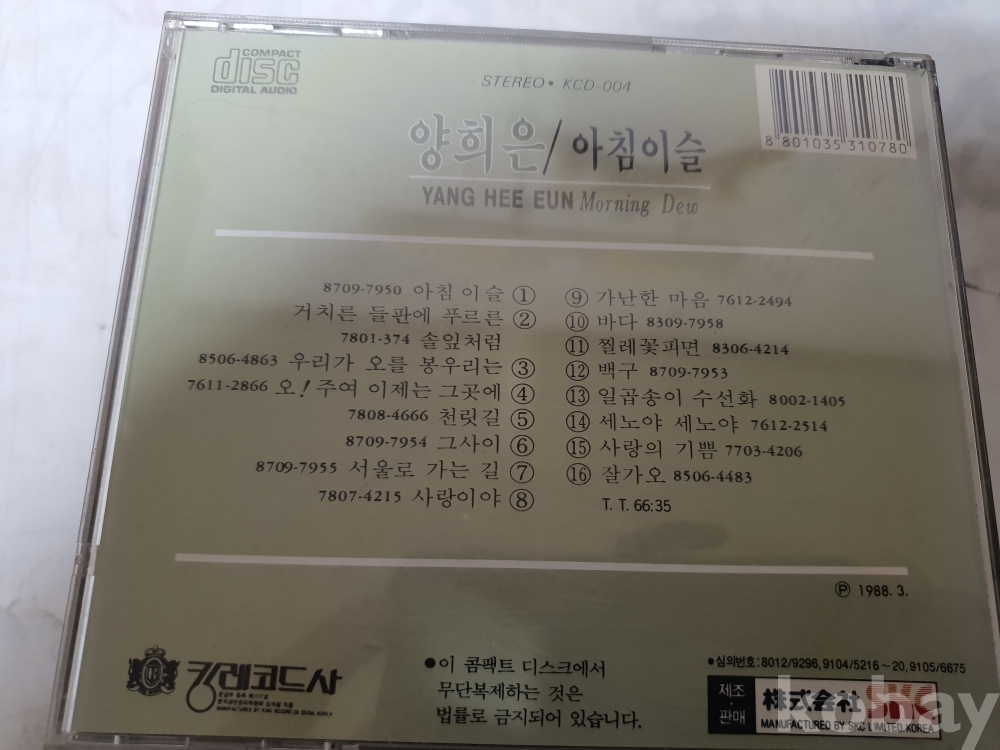 COMPACT
disc
DIGITAL AUDIO
STEREO • KCD-004
8 801035 310780
양희은/아침이슬
YANG HEE EUN Morning Dew
8709-7950 아침 이슬 ①
거치른 들판에 푸르른 ②
7801-374 솔잎처럼
8506-4863 우리가 오를 봉우리는 ③
7611-2866 오! 주여 이제는 그곳에 ④
7808-4666 천릿길 ⑤
8709-7954 그사이 ⑥
8709-7955 서울로 가는 길 ⑦
7807-4215 사랑이야 ⑧
⑨ 가난한 마음 7612-2494
⑩ 바다 8309-7958
⑪ 찔레꽃피면 8306-4214
⑫ 백구 8709-7953
⑬ 일곱송이 수선화 8002-1405
⑭ 세노야 세노야 7612-2514
⑮ 사랑의 기쁨 7703-4206
⑯ 잘가오 8506-4483
T. T. 66:35
Ⓟ 1988. 3.
킹레코드사
MANUFACTURED BY KING RECORD CO SEOUL KOREA
● 이 콤팩트 디스크에서
무단복제하는 것은
법률로 금지되어 있습니다.
●심의번호: 8012/9296, 9104/5216~20, 9105/6675
제조
·판매
株式会社 SKC
MANUFACTURED BY SKC LIMITED.KOREA